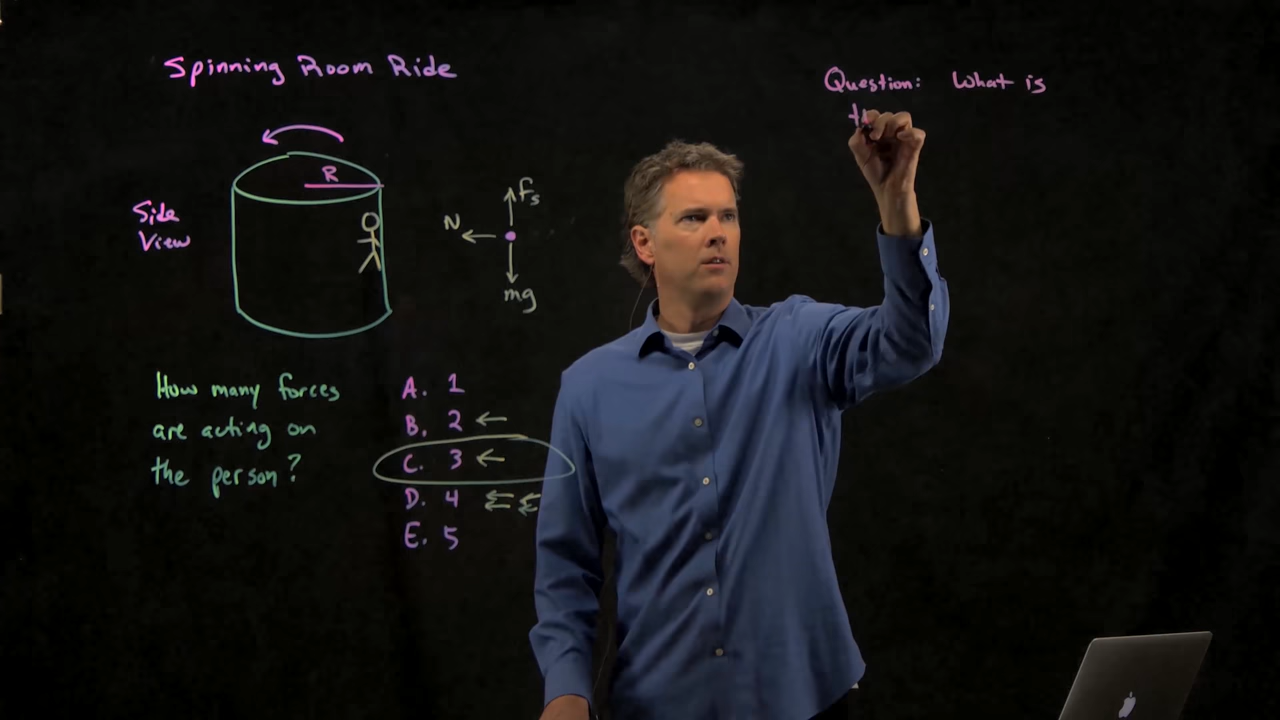 Spinning Room Ride
R
Side
View
fs
N
mg
How many forces
are acting on
the person?
A. 1
B. 2
C. 3
D. 4
E. 5
Question: What is